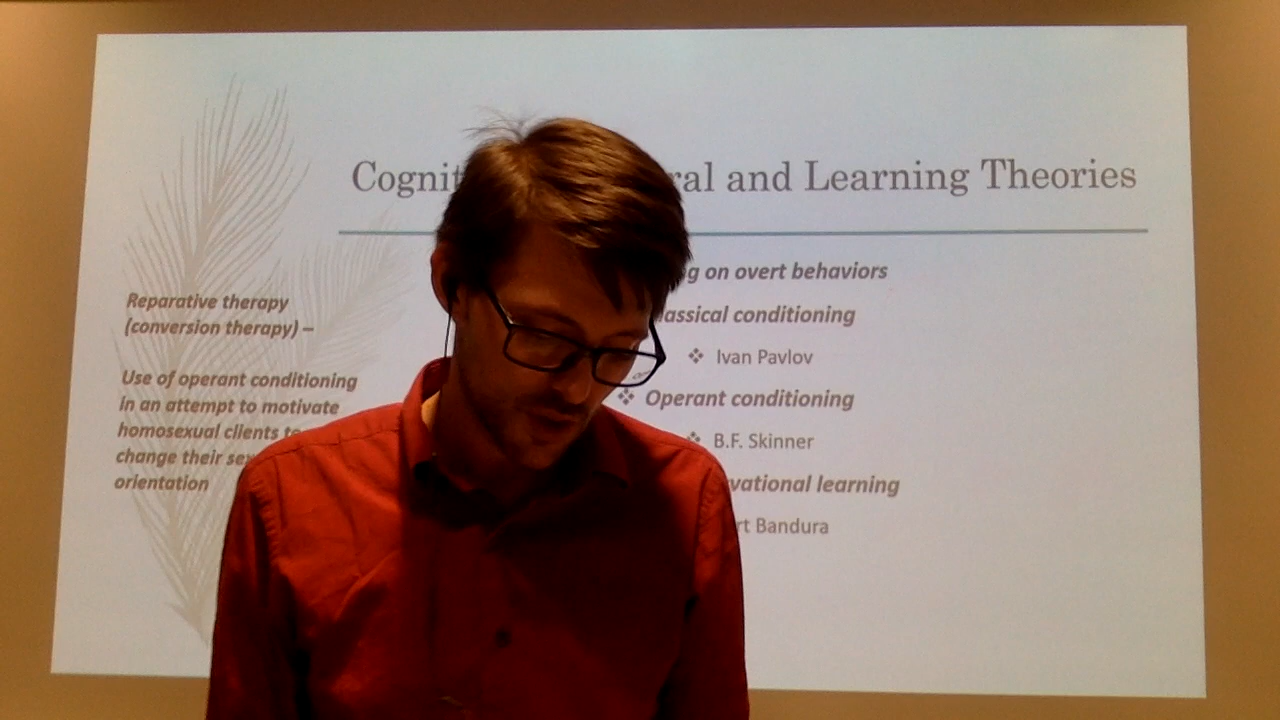 Cognit ral and Learning Theories
Reparative therapy
(conversion therapy) –
Use of operant conditioning
in an attempt to motivate
homosexual clients to
change their sex
orientation
g on overt behaviors
lassical conditioning
❖ Ivan Pavlov
❖ Operant conditioning
❖ B.F. Skinner
vational learning
rt Bandura